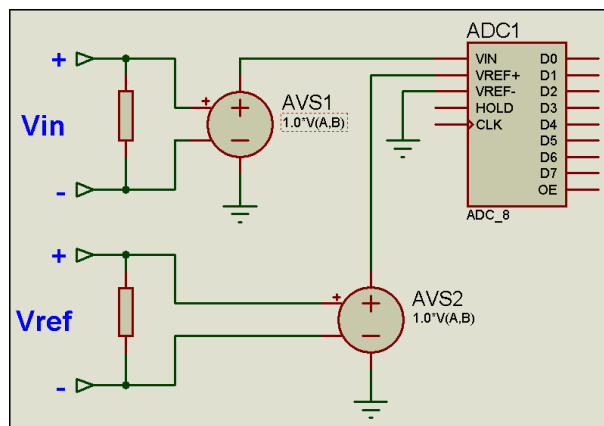 ADC1
+
VIN D0
VREF+ D1
VREF- D2
HOLD D3
CLK D4
D5
D6
D7
OE
ADC_8
Vin
+
+
-
AVS1
1.0*V(A,B)
-
+
Vref
+
+
-
AVS2
1.0*V(A,B)
-